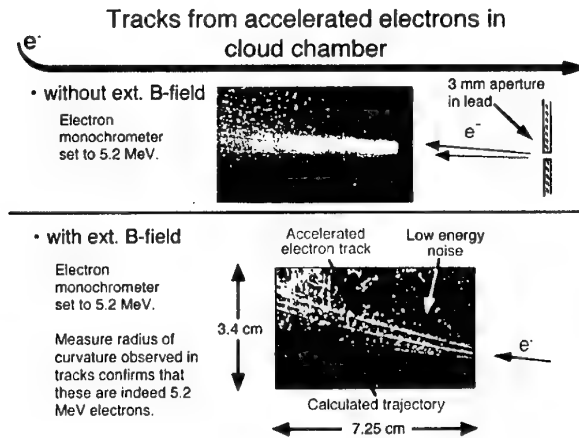 Tracks from accelerated electrons in
cloud chamber
e-
• without ext. B-field
Electron
monochrometer
set to 5.2 MeV.
3 mm aperture
in lead
e-
• with ext. B-field
Electron
monochrometer
set to 5.2 MeV.
Measure radius of
curvature observed in
tracks confirms that
these are indeed 5.2
MeV electrons.
3.4 cm
Accelerated
electron track
Low energy
noise
e-
Calculated trajectory
7.25 cm